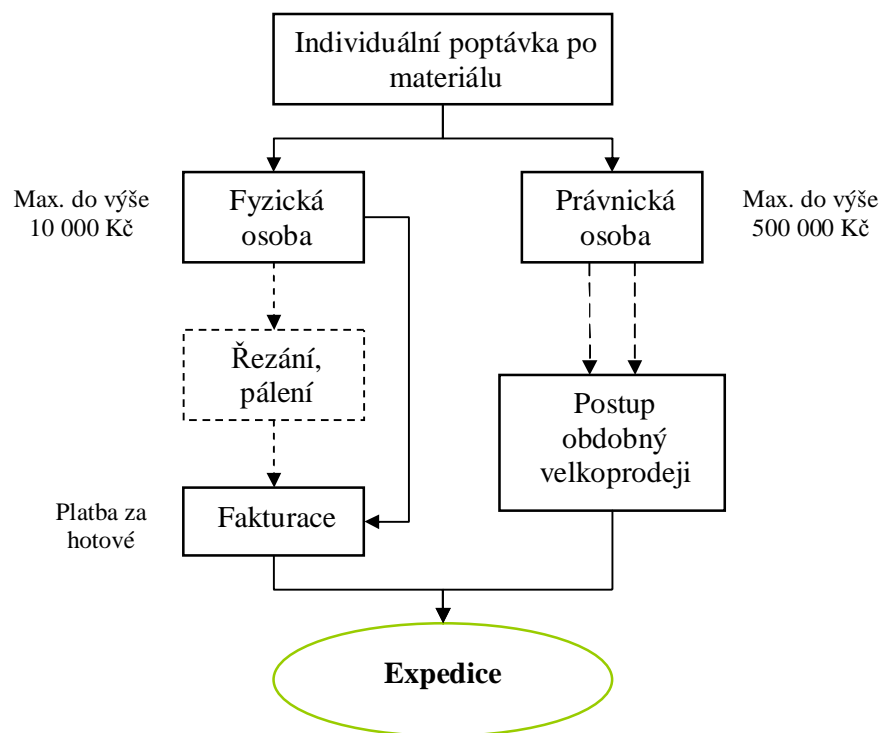 Individuální poptávka po
materiálu
Max. do výše
10 000 Kč
Fyzická
osoba
Právnická
osoba
Max. do výše
500 000 Kč
Řezání,
pálení
Postup
obdobný
velkoprodeji
Platba za
hotové
Fakturace
Expedice